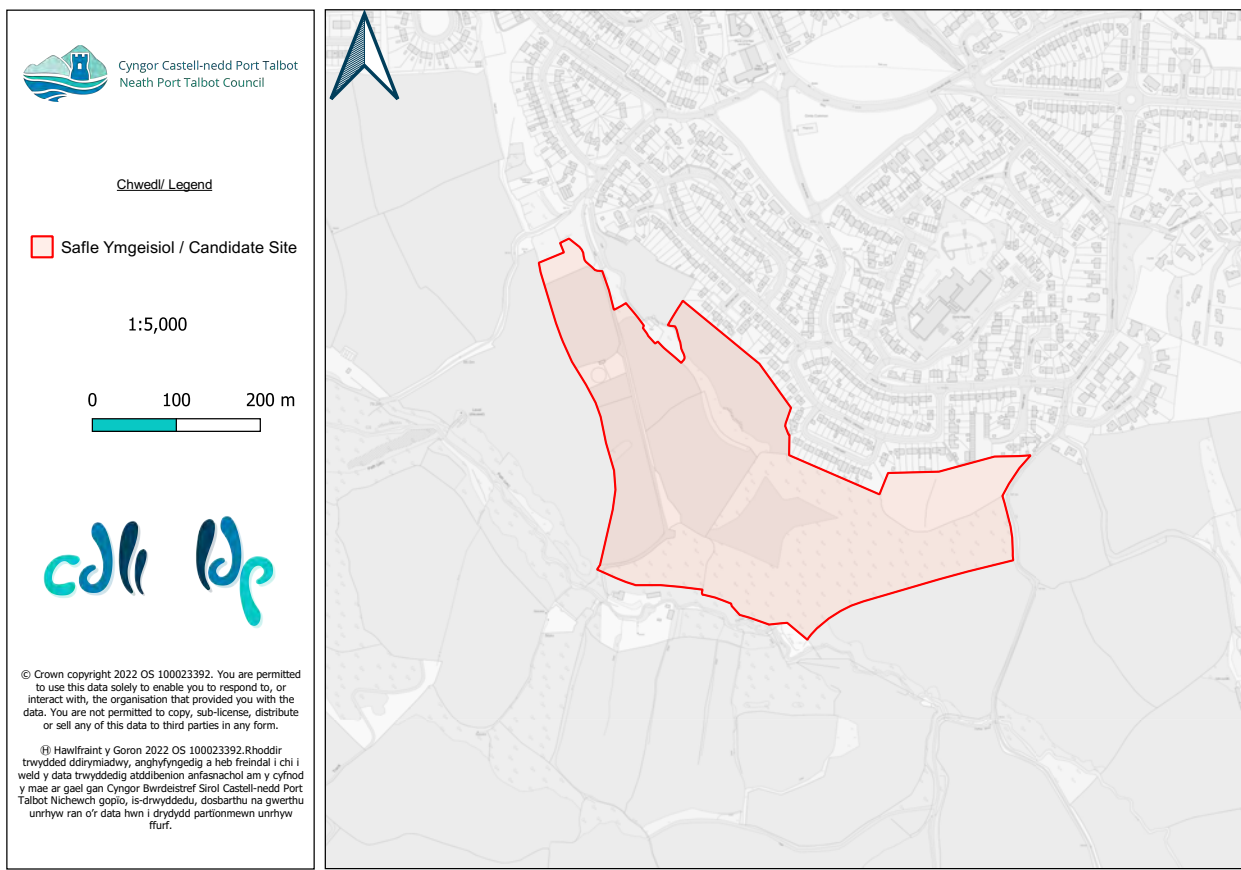 Cyngor Castell-nedd Port Talbot
Neath Port Talbot Council
Chwedl/ Legend
Safle Ymgeisiol / Candidate Site
1:5,000
0 100 200 m
cdll ldp
© Crown copyright 2022 OS 100023392. You are permitted
to use this data solely to enable you to respond to, or
interact with, the organisation that provided you with the
data. You are not permitted to copy, sub-license, distribute
or sell any of this data to third parties in any form.
Ⓗ Hawlfraint y Goron 2022 OS 100023392.Rhoddir
trwydded ddirymiadwy, anghyfyngedig a heb freindal i chi i
weld y data trwyddedig atddibenion anfasnachol am y cyfnod
y mae ar gael gan Cyngor Bwrdeistref Sirol Castell-nedd Port
Talbot Nichewch gopïo, is-drwyddedu, dosbarthu na gwerthu
unrhyw ran o'r data hwn i drydydd partïonmewn unrhyw
ffurf.